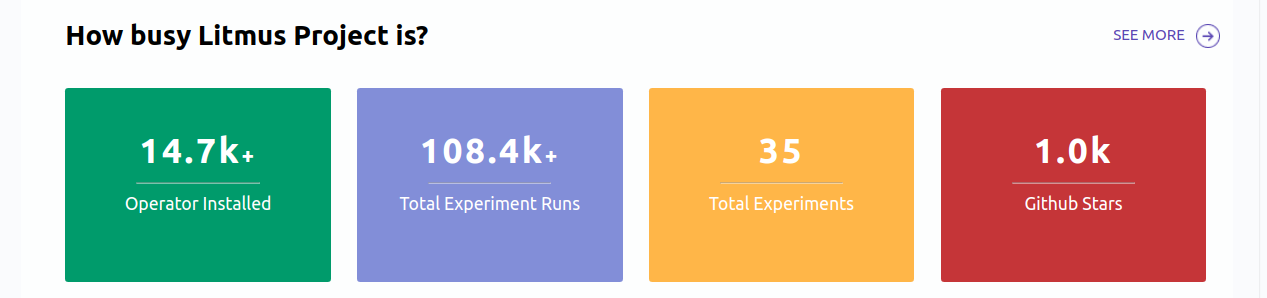 How busy Litmus Project is?
SEE MORE
14.7k+
Operator Installed
108.4k+
Total Experiment Runs
35
Total Experiments
1.0k
Github Stars